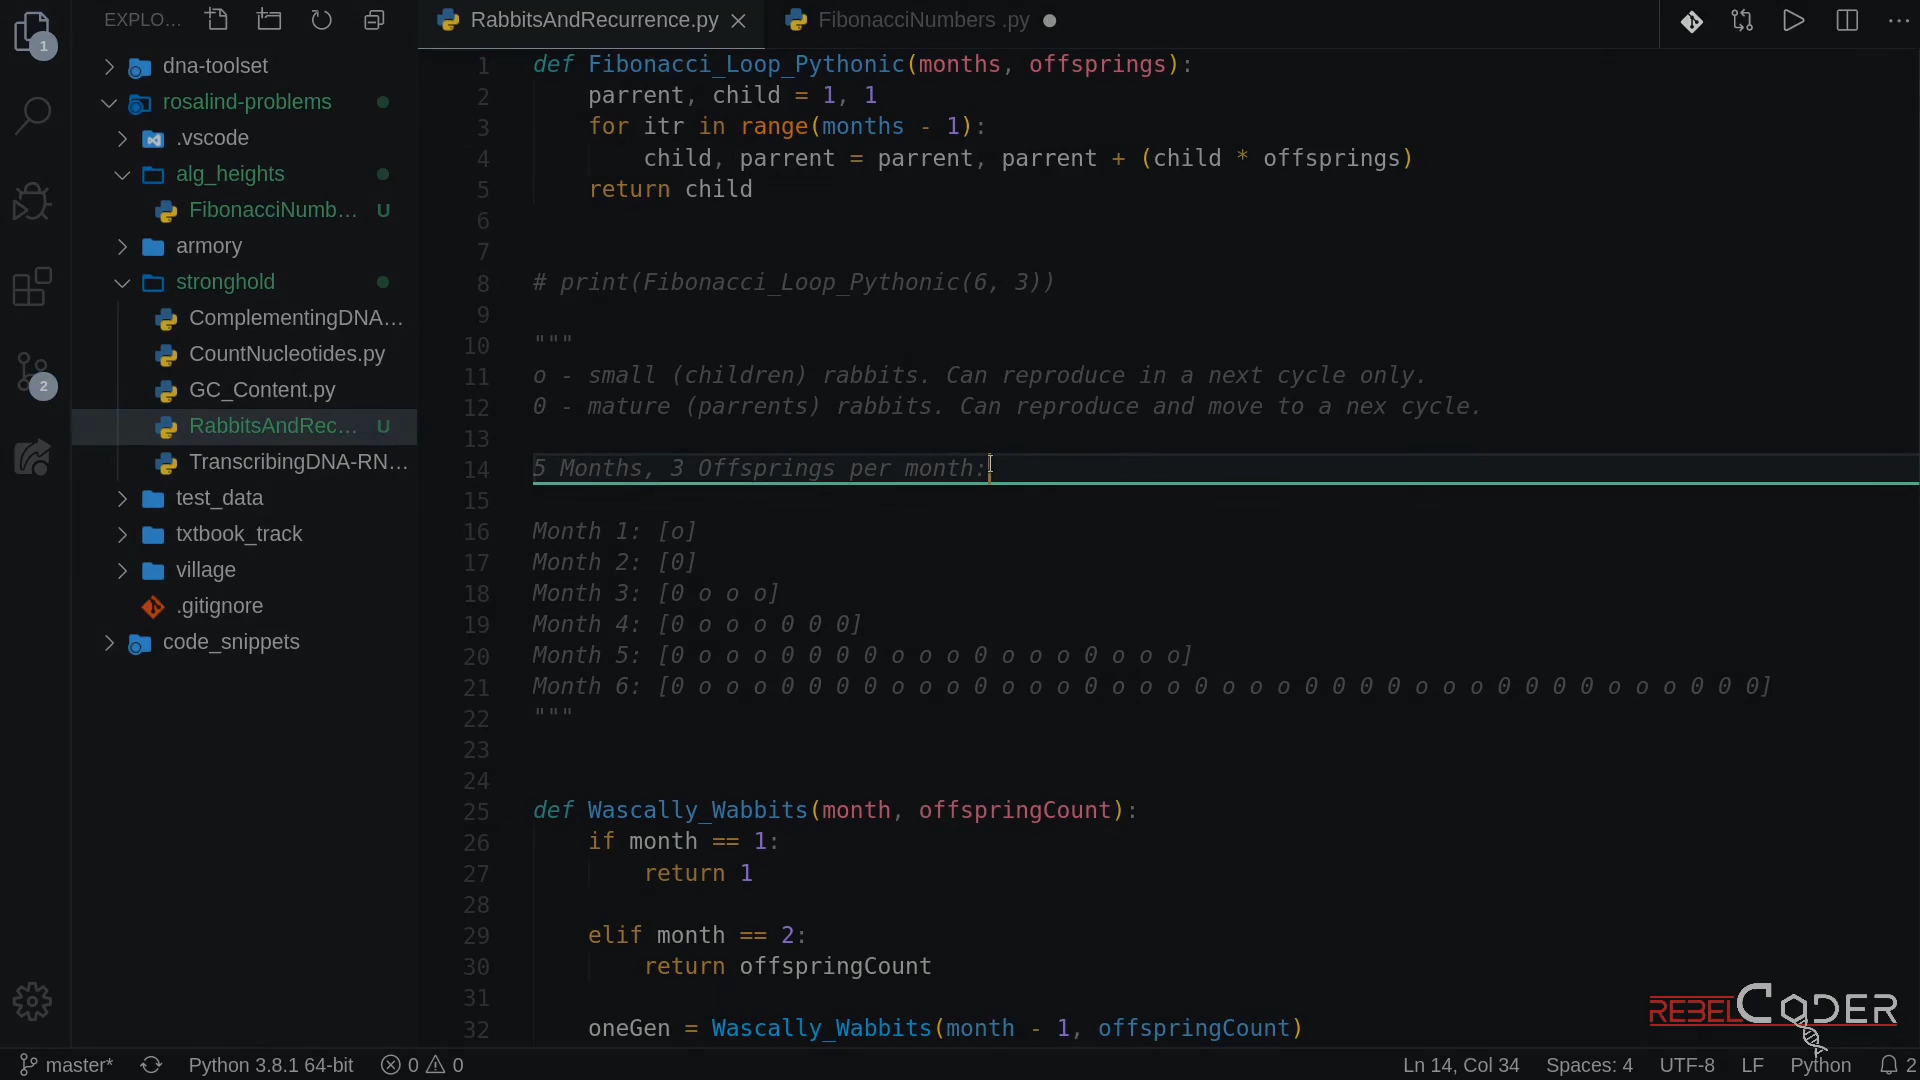 EXPLO...
RabbitsAndRecurrence.py
FibonacciNumbers .py
1
dna-toolset
rosalind-problems
.vscode
alg_heights
FibonacciNumb... U
armory
stronghold
ComplementingDNA...
CountNucleotides.py
2
GC_Content.py
RabbitsAndRec... U
TranscribingDNA-RN...
test_data
txtbook_track
village
.gitignore
code_snippets
1 def Fibonacci_Loop_Pythonic(months, offsprings):
2 parrent, child = 1, 1
3 for itr in range(months - 1):
4 child, parrent = parrent, parrent + (child * offsprings)
5 return child
6
7
8 # print(Fibonacci_Loop_Pythonic(6, 3))
9
10 """
11 o - small (children) rabbits. Can reproduce in a next cycle only.
12 0 - mature (parrents) rabbits. Can reproduce and move to a nex cycle.
13
14 5 Months, 3 Offsprings per month:
15
16 Month 1: [o]
17 Month 2: [0]
18 Month 3: [0 o o o]
19 Month 4: [0 o o o 0 0 0]
20 Month 5: [0 o o o 0 0 0 0 o o o 0 o o o 0 o o o]
21 Month 6: [0 o o o 0 0 0 0 o o o 0 o o o 0 o o o 0 o o o 0 0 0 0 o o o 0 0 0 0 o o o 0 0 0]
22 """
23
24
25 def Wascally_Wabbits(month, offspringCount):
26 if month == 1:
27 return 1
28
29 elif month == 2:
30 return offspringCount
31
32 oneGen = Wascally_Wabbits(month - 1, offspringCount)
REBELCODER
master* Python 3.8.1 64-bit 0 0 Ln 14, Col 34 Spaces: 4 UTF-8 LF Python 2